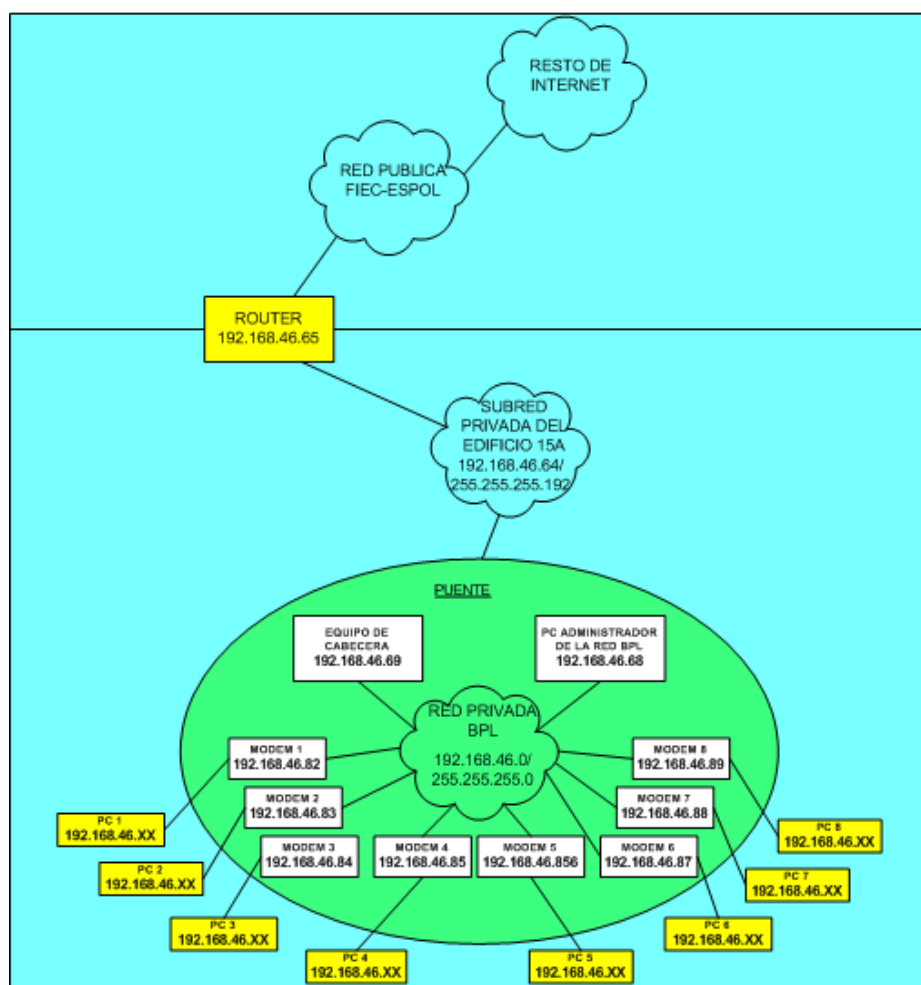 RESTO DE
INTERNET
RED PUBLICA
FIEC-ESPOL
ROUTER
192.168.46.65
SUBRED
PRIVADA DEL
EDIFICIO 15A
192.168.46.64/
255.255.255.192
PUENTE
EQUIPO DE
CABECERA
192.168.46.69
PC ADMINISTRADOR
DE LA RED BPL
192.168.46.68
RED PRIVADA
BPL
192.168.46.0/
255.255.255.0
MODEM 1
192.168.46.82
MODEM 8
192.168.46.89
MODEM 2
192.168.46.83
MODEM 7
192.168.46.88
MODEM 3
192.168.46.84
MODEM 4
192.168.46.85
MODEM 5
192.168.46.856
MODEM 6
192.168.46.87
PC 1
192.168.46.XX
PC 8
192.168.46.XX
PC 2
192.168.46.XX
PC 7
192.168.46.XX
PC 3
192.168.46.XX
PC 6
192.168.46.XX
PC 4
192.168.46.XX
PC 5
192.168.46.XX